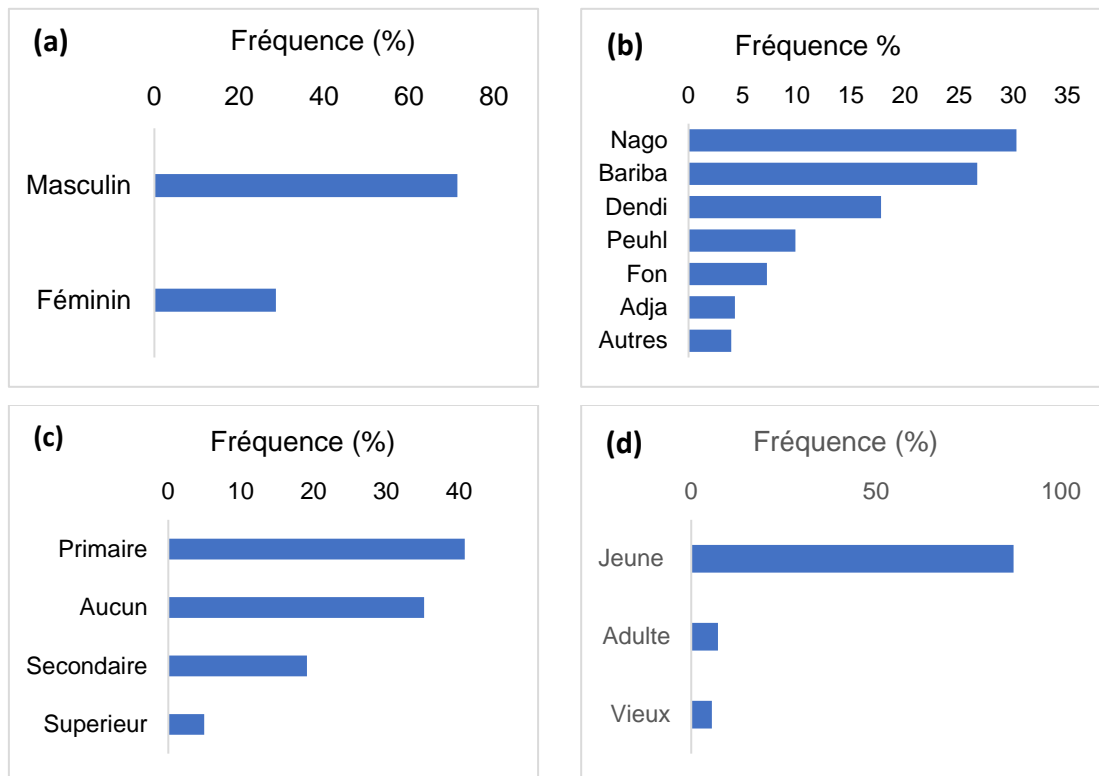 (a) Fréquence (%)
0 20 40 60 80
Masculin
Féminin
(b) Fréquence %
0 5 10 15 20 25 30 35
Nago
Bariba
Dendi
Peuhl
Fon
Adja
Autres
(c) Fréquence (%)
0 10 20 30 40
Primaire
Aucun
Secondaire
Superieur
(d) Fréquence (%)
0 50 100
Jeune
Adulte
Vieux